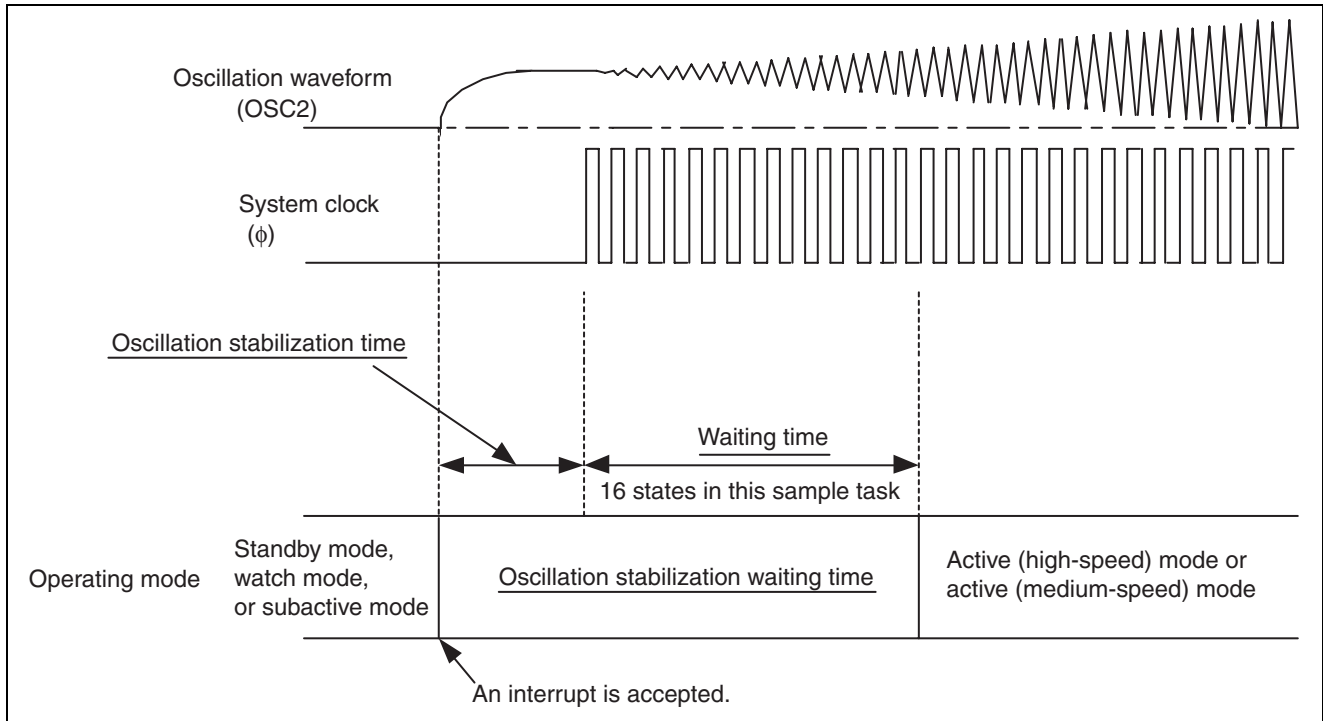 Oscillation waveform
(OSC2)
System clock
(ϕ)
Oscillation stabilization time
Waiting time
16 states in this sample task
Operating mode
Standby mode,
watch mode,
or subactive mode
Oscillation stabilization waiting time
Active (high-speed) mode or
active (medium-speed) mode
An interrupt is accepted.